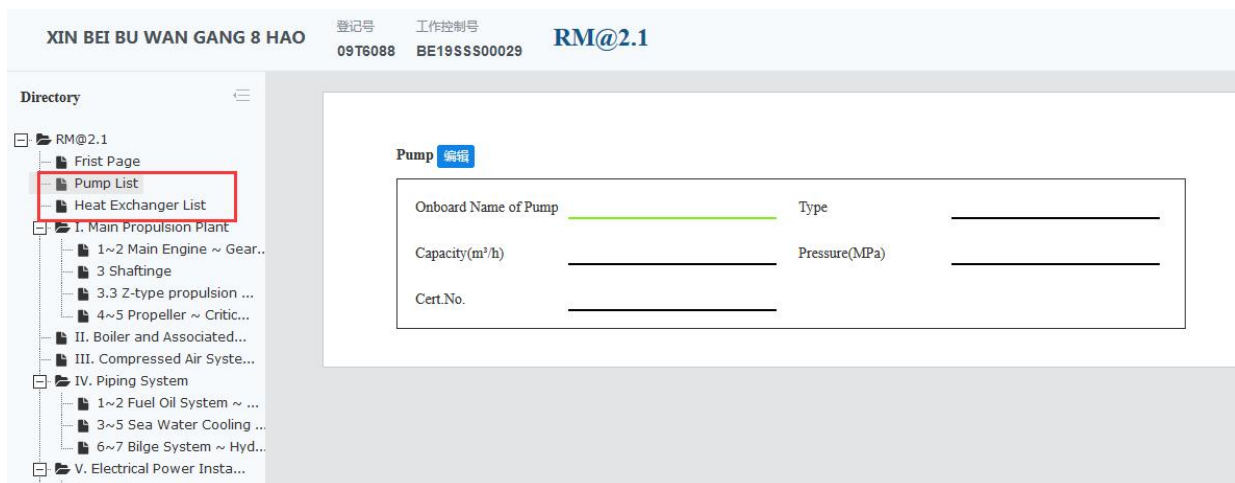 XIN BEI BU WAN GANG 8 HAO
登记号
09T6088
工作控制号
BE19SSS00029
RM@2.1
Directory
RM@2.1
Frist Page
Pump List
Heat Exchanger List
I. Main Propulsion Plant
1~2 Main Engine ~ Gear...
3 Shaftinge
3.3 Z-type propulsion ...
4~5 Propeller ~ Critic...
II. Boiler and Associated...
III. Compressed Air Syste...
IV. Piping System
1~2 Fuel Oil System ~ ...
3~5 Sea Water Cooling ...
6~7 Bilge System ~ Hyd...
V. Electrical Power Insta...
Pump 编辑
Onboard Name of Pump
Type
Capacity(m³/h)
Pressure(MPa)
Cert.No.